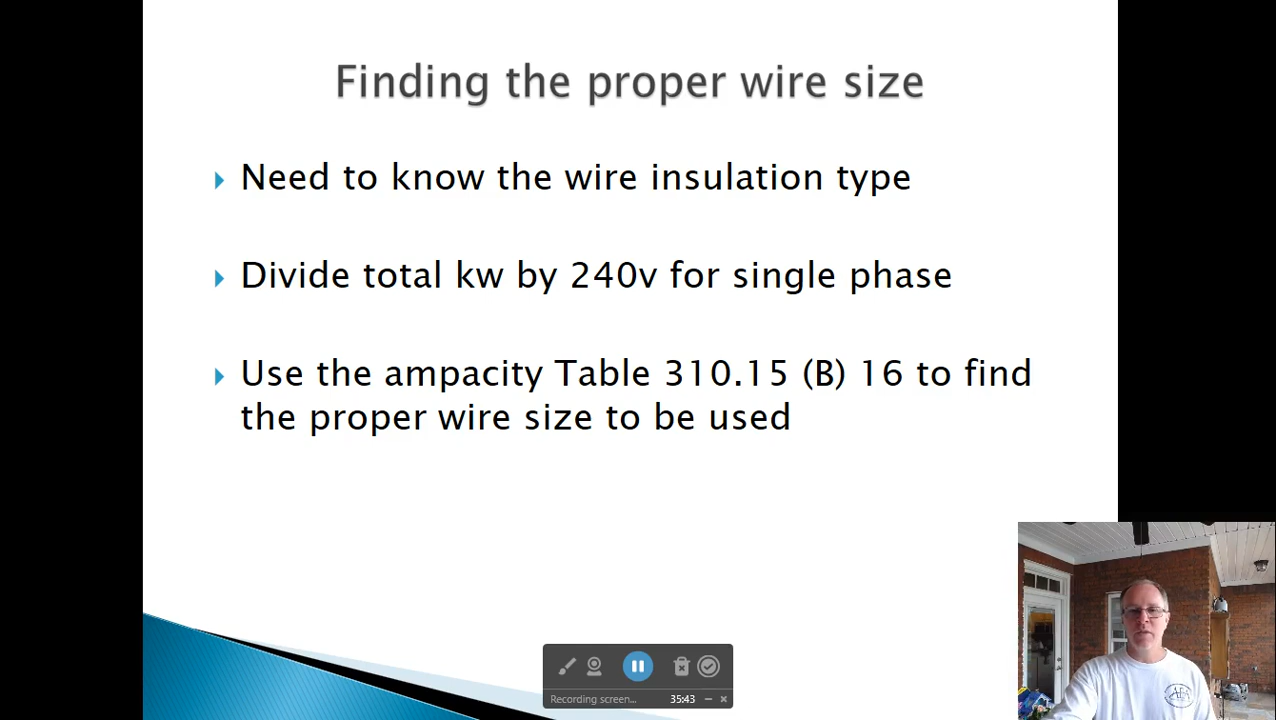 Finding the proper wire size
Need to know the wire insulation type
Divide total kw by 240v for single phase
Use the ampacity Table 310.15 (B) 16 to find
the proper wire size to be used
Recording screen... 35:43